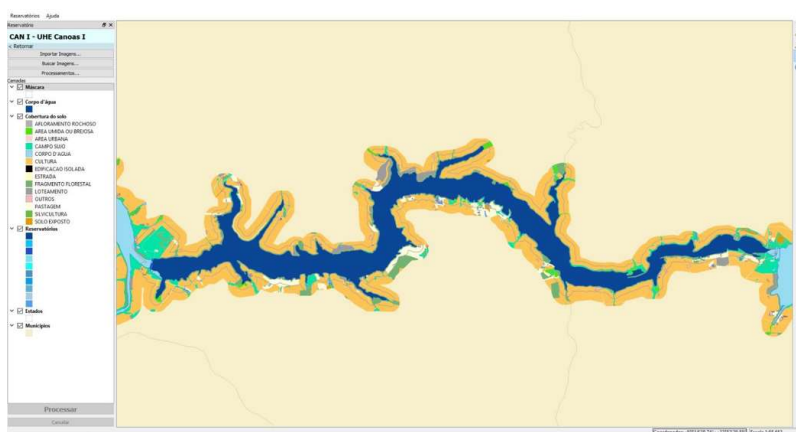 Reservatórios Ajuda
Reservatório
CAN I - UHE Canoas I
< Retornar
Importar Imagens...
Buscar Imagens...
Processamentos...
Camadas
Máscara
Corpo d'água
Cobertura do solo
AFLORAMENTO ROCHOSO
AREA UMIDA OU BREJOSA
AREA URBANA
CAMPO SUJO
CORPO D'AGUA
CULTURA
EDIFICACAO ISOLADA
ESTRADA
FRAGMENTO FLORESTAL
LOTEAMENTO
OUTROS
PASTAGEM
SILVICULTURA
SOLO EXPOSTO
Reservatórios
Estados
Municípios
Processar
Cancelar